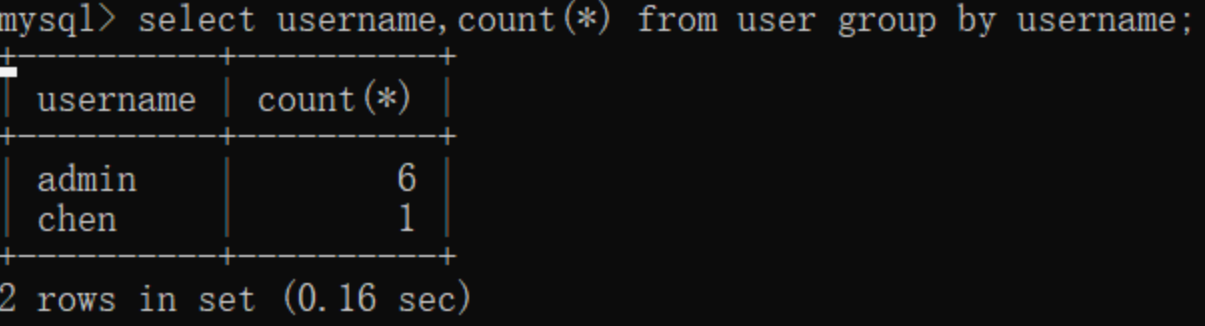 mysql> select username,count(*) from user group by username;
+----------+----------+
| username | count(*) |
+----------+----------+
| admin    |        6 |
| chen     |        1 |
+----------+----------+
2 rows in set (0.16 sec)